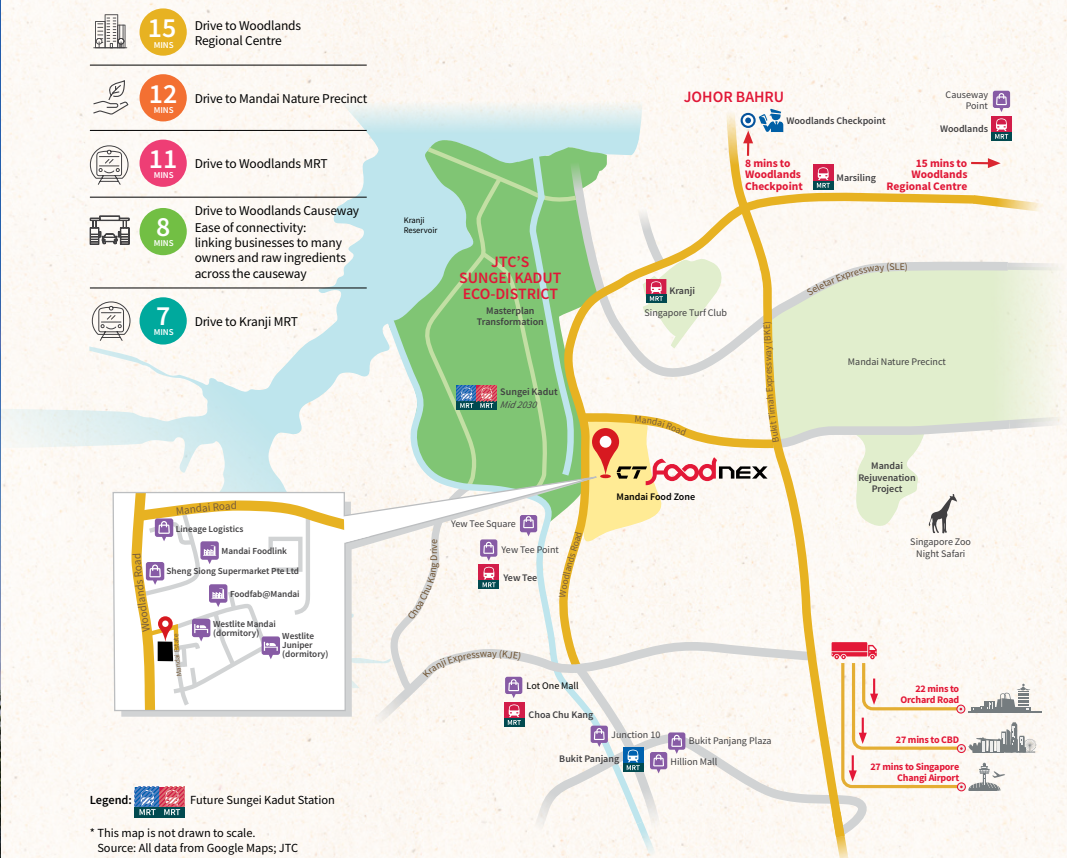 15
MINS
Drive to Woodlands
Regional Centre
12
MINS
Drive to Mandai Nature Precinct
11
MINS
Drive to Woodlands MRT
8
MINS
Drive to Woodlands Causeway
Ease of connectivity:
linking businesses to many
owners and raw ingredients
across the causeway
7
MINS
Drive to Kranji MRT
JOHOR BAHRU
Woodlands Checkpoint
8 mins to
Woodlands
Checkpoint
MRT
Marsiling
Causeway
Point
Woodlands
MRT
15 mins to
Woodlands
Regional Centre
Kranji
Reservoir
JTC'S
SUNGEI KADUT
ECO-DISTRICT
Masterplan
Transformation
MRT
Kranji
Singapore Turf Club
Seletar Expressway (SLE)
Bukit Timah Expressway (BKE)
Mandai Nature Precinct
MRT MRT
Sungei Kadut
Mid 2030
Mandai Road
CT foodNEX
Mandai Food Zone
Mandai
Rejuvenation
Project
Singapore Zoo
Night Safari
Mandai Road
Woodlands Road
Lineage Logistics
Mandai Foodlink
Sheng Siong Supermarket Pte Ltd
Foodfab@Mandai
Westlite Mandai
(dormitory)
Westlite
Juniper
(dormitory)
Mandai Estate
Yew Tee Square
Yew Tee Point
MRT
Yew Tee
Choa Chu Kang Drive
Woodlands Road
Kranji Expressway (KJE)
Lot One Mall
MRT
Choa Chu Kang
Junction 10
Bukit Panjang Plaza
Bukit Panjang
MRT
Hillion Mall
22 mins to
Orchard Road
27 mins to CBD
27 mins to Singapore
Changi Airport
Legend:
MRT MRT
Future Sungei Kadut Station
* This map is not drawn to scale.
Source: All data from Google Maps; JTC